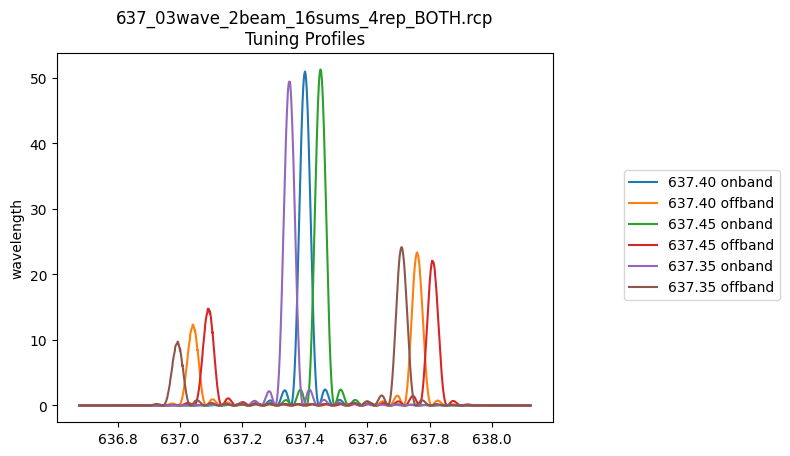 637_03wave_2beam_16sums_4rep_BOTH.rcp
Tuning Profiles
50
40
30
20
10
0
wavelength
636.8
637.0
637.2
637.4
637.6
637.8
638.0
637.40 onband
637.40 offband
637.45 onband
637.45 offband
637.35 onband
637.35 offband